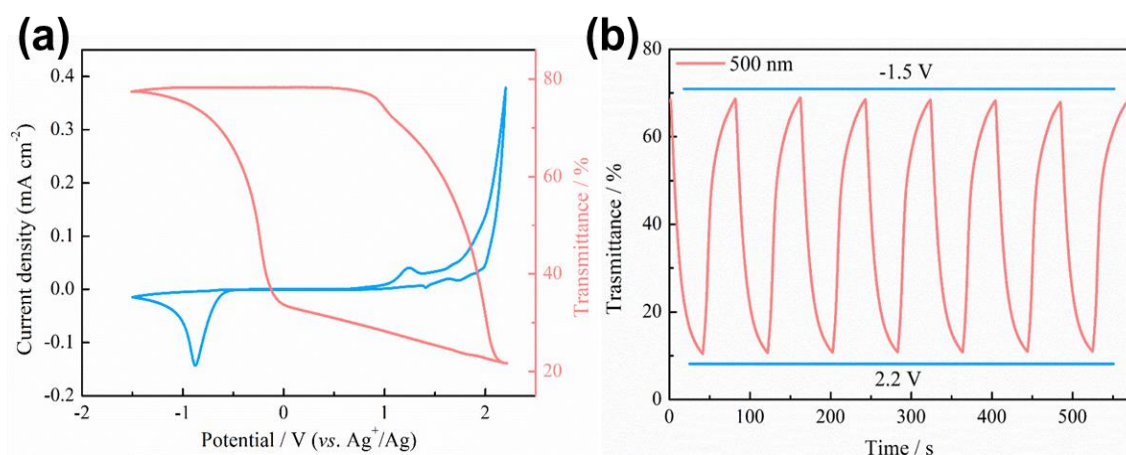 (a)
0.4
0.3
0.2
0.1
0.0
-0.1
-0.2
Current density (mA cm-2)
-2
-1
0
1
2
Potential / V (vs. Ag+/Ag)
80
60
40
20
Transmittance / %
(b)
80
60
40
20
0
Trasmittance / %
500 nm
-1.5 V
2.2 V
0
100
200
300
400
500
Time / s